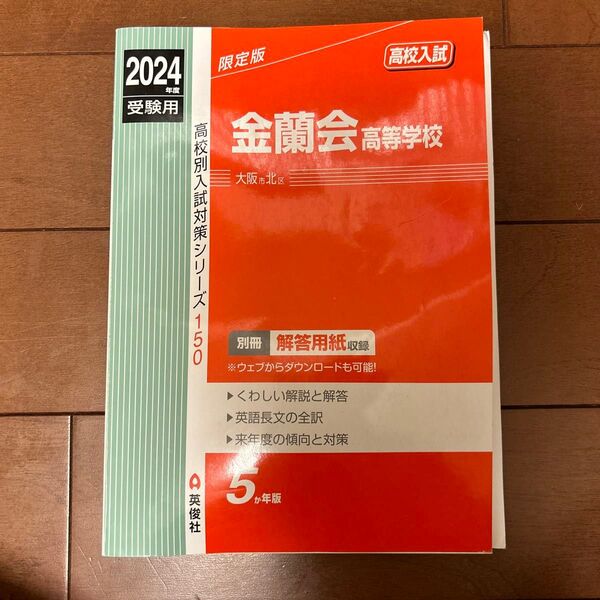 2024年度
受験用
限定版
高校入試
金蘭会高等学校
大阪市北区
高校別入試対策シリーズ150
別冊 解答用紙収録
※ウェブからダウンロードも可能!
▶くわしい解説と解答
▶英語長文の全訳
▶来年度の傾向と対策
5か年版
英俊社